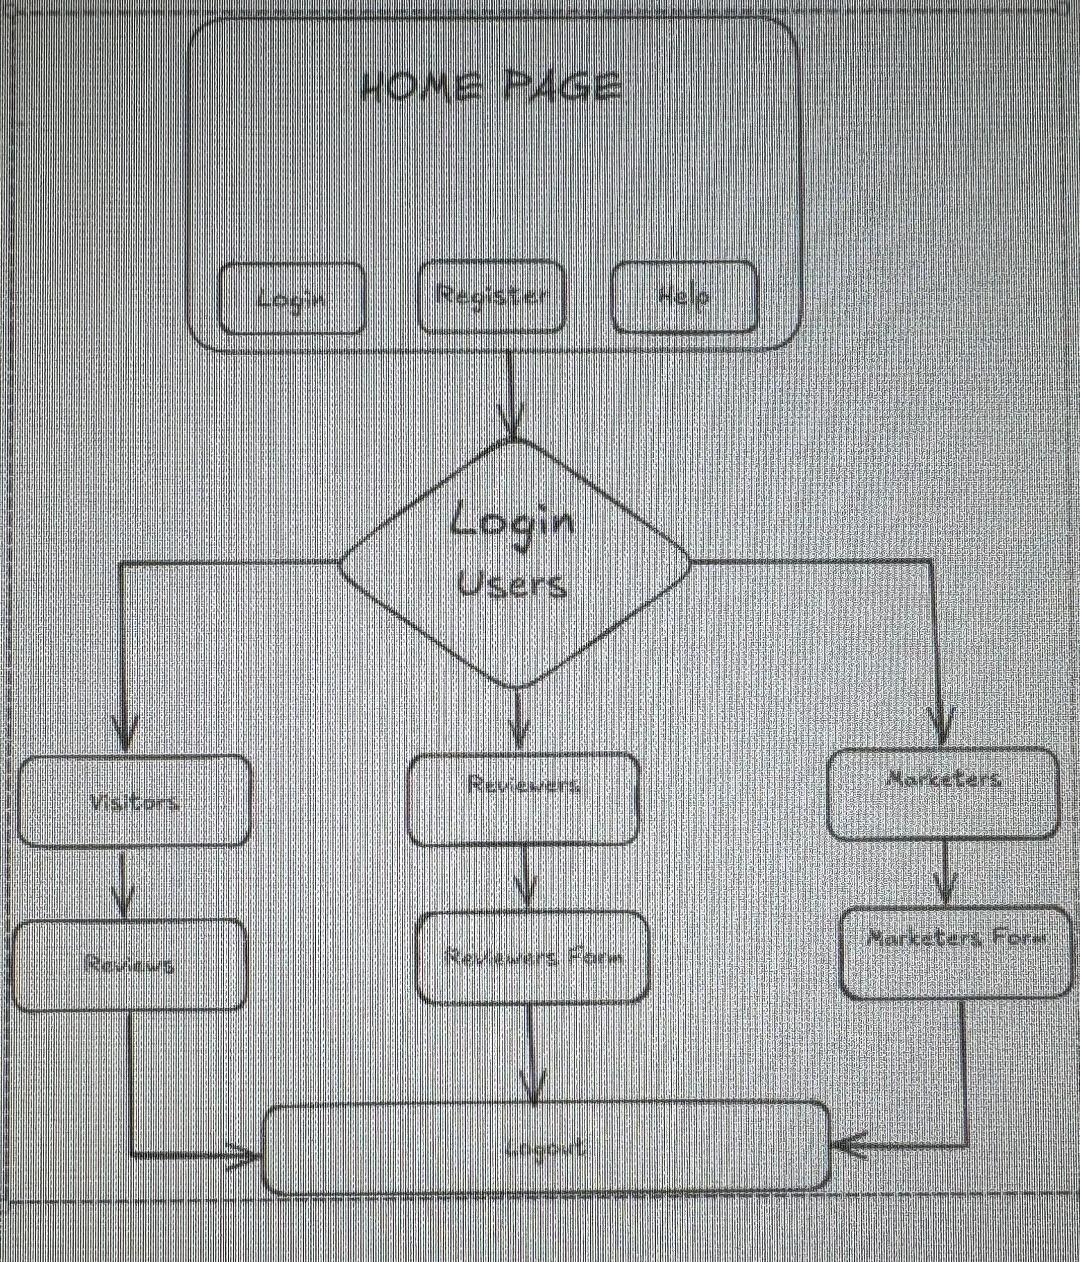 HOME PAGE
Login
Register
Help
Login
Users
Visitors
Reviewers
Marketers
Reviews
Reviewers Form
Marketers Form
Logout